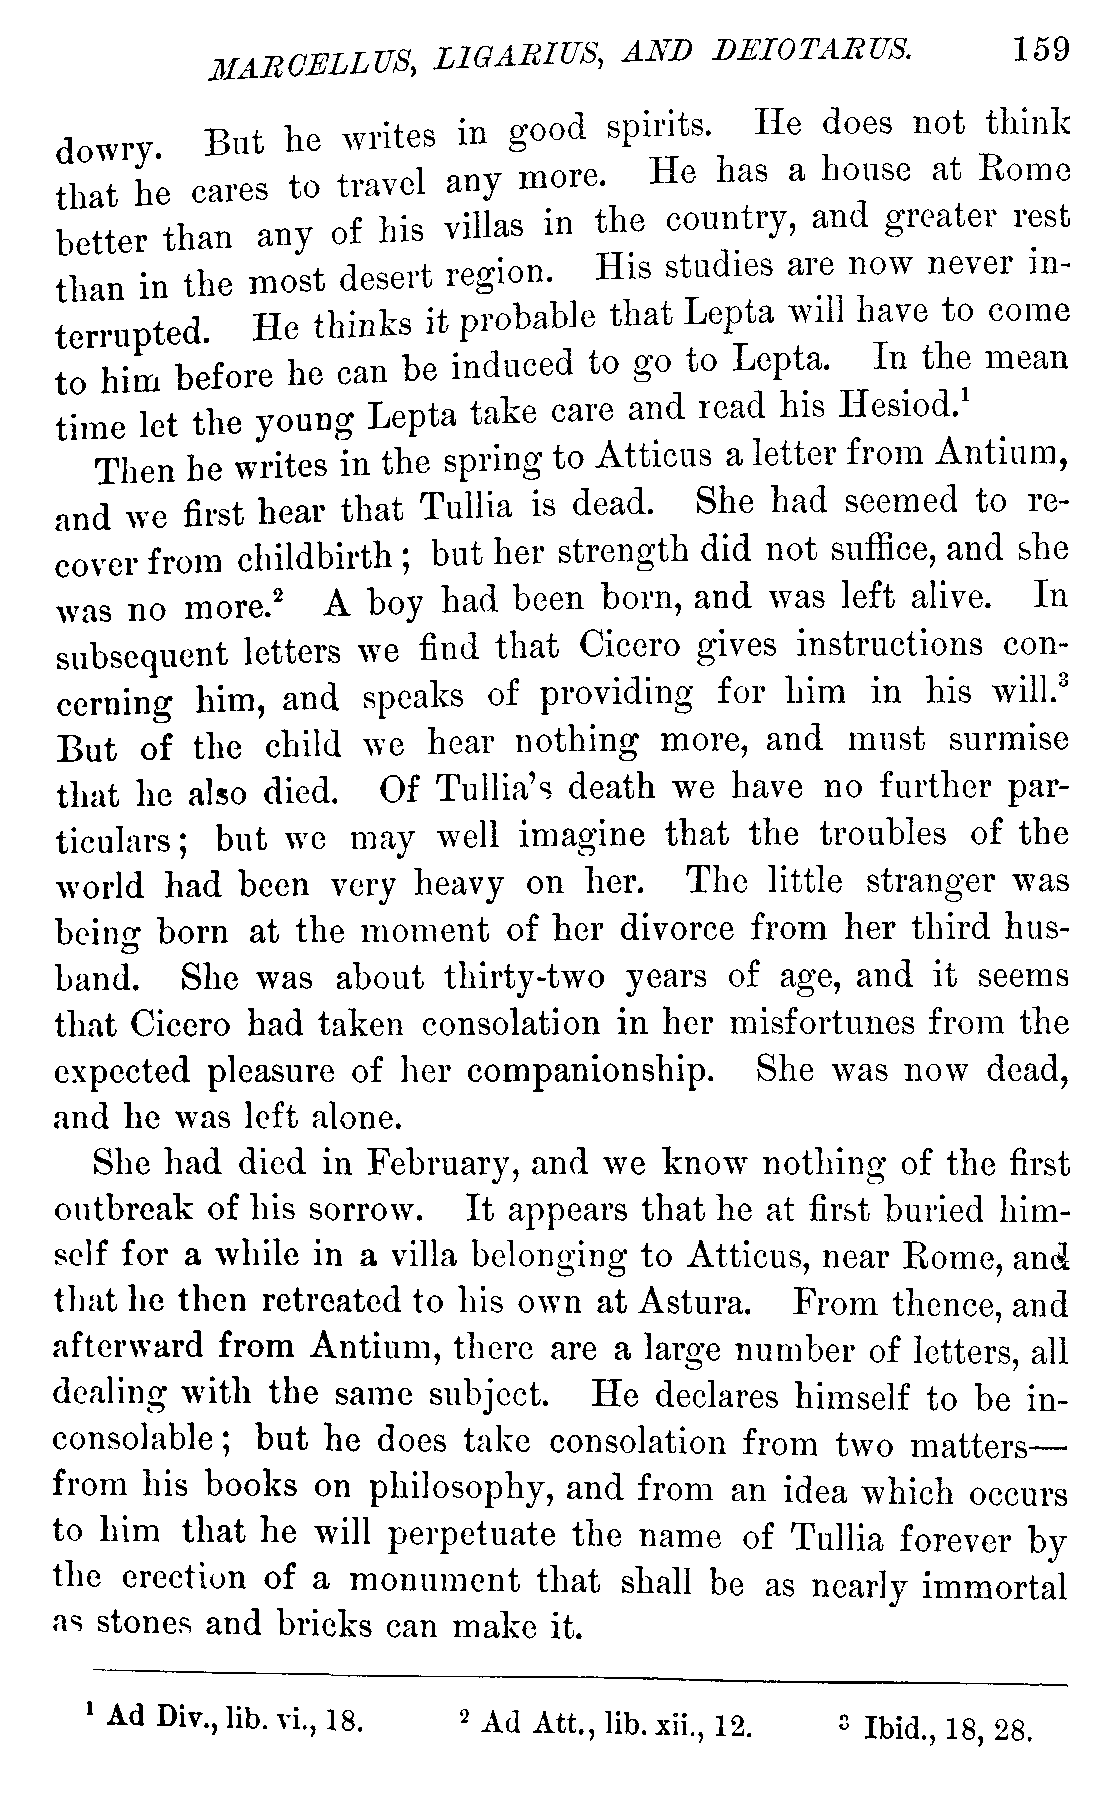 MARCELLUS, LIGARIUS, AND DEIOTARUS. 159
dowry. But he writes in good spirits. He does not think
that he cares to travel any more. He has a house at Rome
better than any of his villas in the country, and greater rest
than in the most desert region. His studies are now never in-
terrupted. He thinks it probable that Lepta will have to come
to him before he can be induced to go to Lepta. In the mean
time let the young Lepta take care and read his Hesiod.¹
Then he writes in the spring to Atticus a letter from Antium,
and we first hear that Tullia is dead. She had seemed to re-
cover from childbirth; but her strength did not suffice, and she
was no more.² A boy had been born, and was left alive. In
subsequent letters we find that Cicero gives instructions con-
cerning him, and speaks of providing for him in his will.³
But of the child we hear nothing more, and must surmise
that he also died. Of Tullia's death we have no further par-
ticulars; but we may well imagine that the troubles of the
world had been very heavy on her. The little stranger was
being born at the moment of her divorce from her third hus-
band. She was about thirty-two years of age, and it seems
that Cicero had taken consolation in her misfortunes from the
expected pleasure of her companionship. She was now dead,
and he was left alone.
She had died in February, and we know nothing of the first
outbreak of his sorrow. It appears that he at first buried him-
self for a while in a villa belonging to Atticus, near Rome, and
that he then retreated to his own at Astura. From thence, and
afterward from Antium, there are a large number of letters, all
dealing with the same subject. He declares himself to be in-
consolable; but he does take consolation from two matters—
from his books on philosophy, and from an idea which occurs
to him that he will perpetuate the name of Tullia forever by
the erection of a monument that shall be as nearly immortal
as stones and bricks can make it.
¹ Ad Div., lib. vi., 18. ² Ad Att., lib. xii., 12. ³ Ibid., 18, 28.